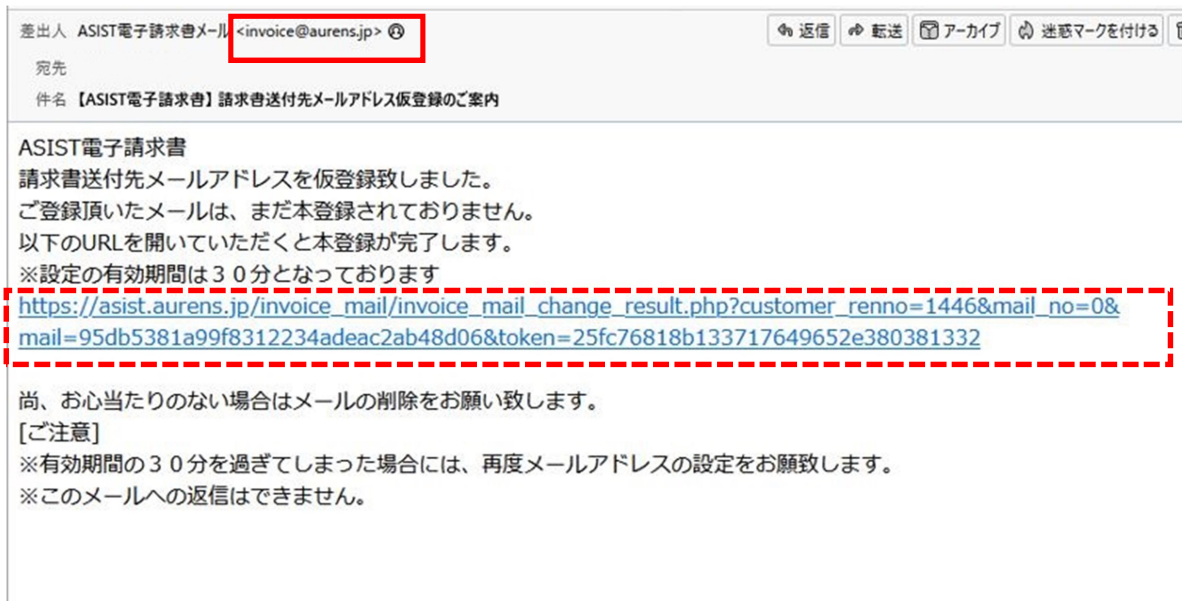 差出人 ASIST電子請求書メール <invoice@aurens.jp> 返信 転送 アーカイブ 迷惑マークを付ける
宛先
件名 【ASIST電子請求書】 請求書送付先メールアドレス仮登録のご案内
ASIST電子請求書
請求書送付先メールアドレスを仮登録致しました。
ご登録頂いたメールは、まだ本登録されておりません。
以下のURLを開いていただくと本登録が完了します。
※設定の有効期間は３０分となっております
https://asist.aurens.jp/invoice_mail/invoice_mail_change_result.php?customer_renno=1446&mail_no=0&
mail=95db5381a99f8312234adeac2ab48d06&token=25fc76818b133717649652e380381332
尚、お心当たりのない場合はメールの削除をお願い致します。
[ご注意]
※有効期間の３０分を過ぎてしまった場合には、再度メールアドレスの設定をお願致します。
※このメールへの返信はできません。